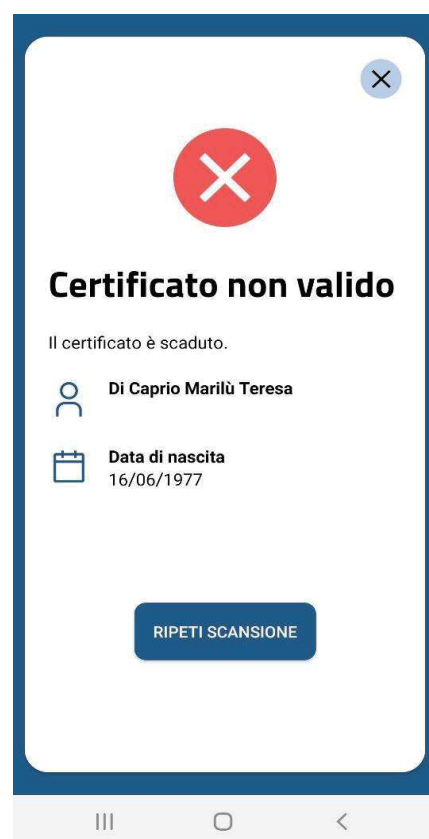 Certificato non valido
Il certificato è scaduto.
Di Caprio Marilù Teresa
Data di nascita
16/06/1977
RIPETI SCANSIONE